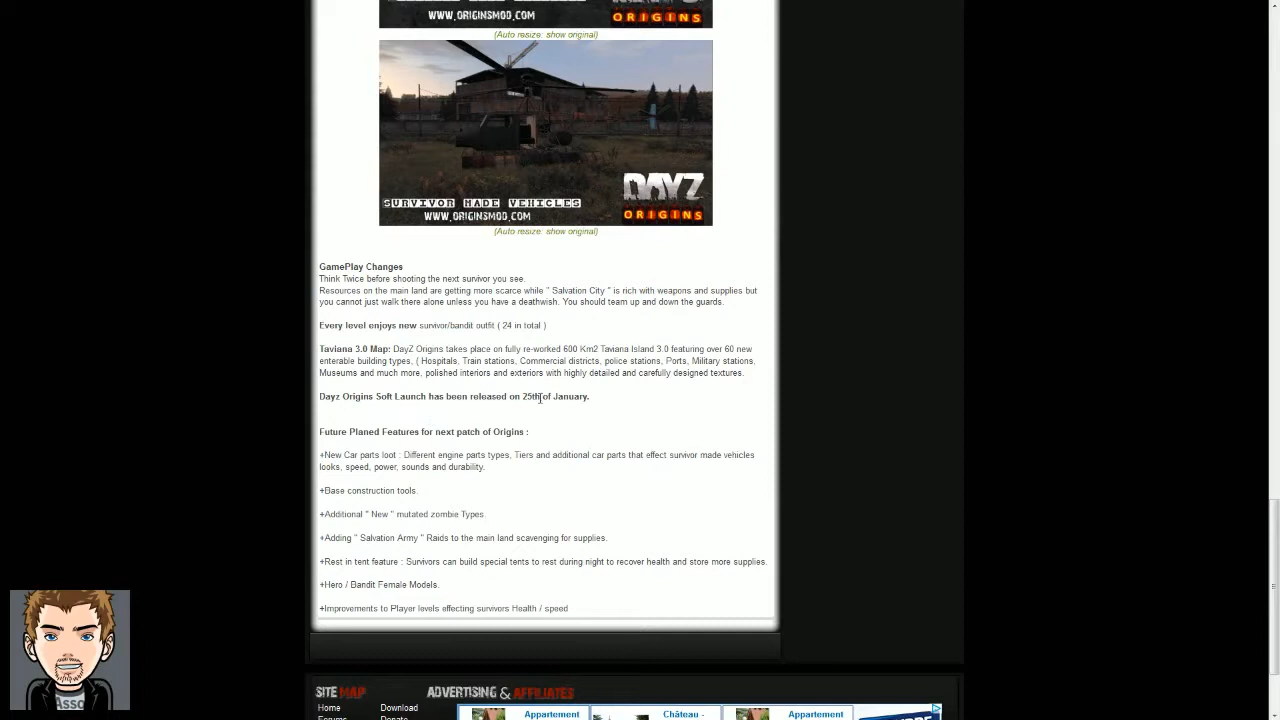 WWW.ORIGINSMOD.COM
ORIGINS
(Auto resize: show original)
DAYZ
SURVIVOR MADE VEHICLES
WWW.ORIGINSMOD.COM
ORIGINS
(Auto resize: show original)
GamePlay Changes
Think Twice before shooting the next survivor you see.
Resources on the main land are getting more scarce while " Salvation City " is rich with weapons and supplies but
you cannot just walk there alone unless you have a deathwish. You should team up and down the guards.
Every level enjoys new survivor/bandit outfit ( 24 in total )
Taviana 3.0 Map: DayZ Origins takes place on fully re-worked 600 Km2 Taviana Island 3.0 featuring over 60 new
enterable building types, ( Hospitals, Train stations, Commercial districts, police stations, Ports, Military stations,
Museums and much more, polished interiors and exteriors with highly detailed and carefully designed textures.
Dayz Origins Soft Launch has been released on 25th of January.
Future Planed Features for next patch of Origins :
+New Car parts loot : Different engine parts types, Tiers and additional car parts that effect survivor made vehicles
looks, speed, power, sounds and durability.
+Base construction tools.
+Additional " New " mutated zombie Types.
+Adding " Salvation Army " Raids to the main land scavenging for supplies.
+Rest in tent feature : Survivors can build special tents to rest during night to recover health and store more supplies.
+Hero / Bandit Female Models.
+Improvements to Player levels effecting survivors Health / speed
Asso
SITE MAP
ADVERTISING & AFFILIATES
Home
Download
Appartement
Château -
Appartement